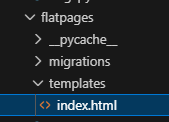 flatpages
__pycache__
migrations
templates
<> index.html